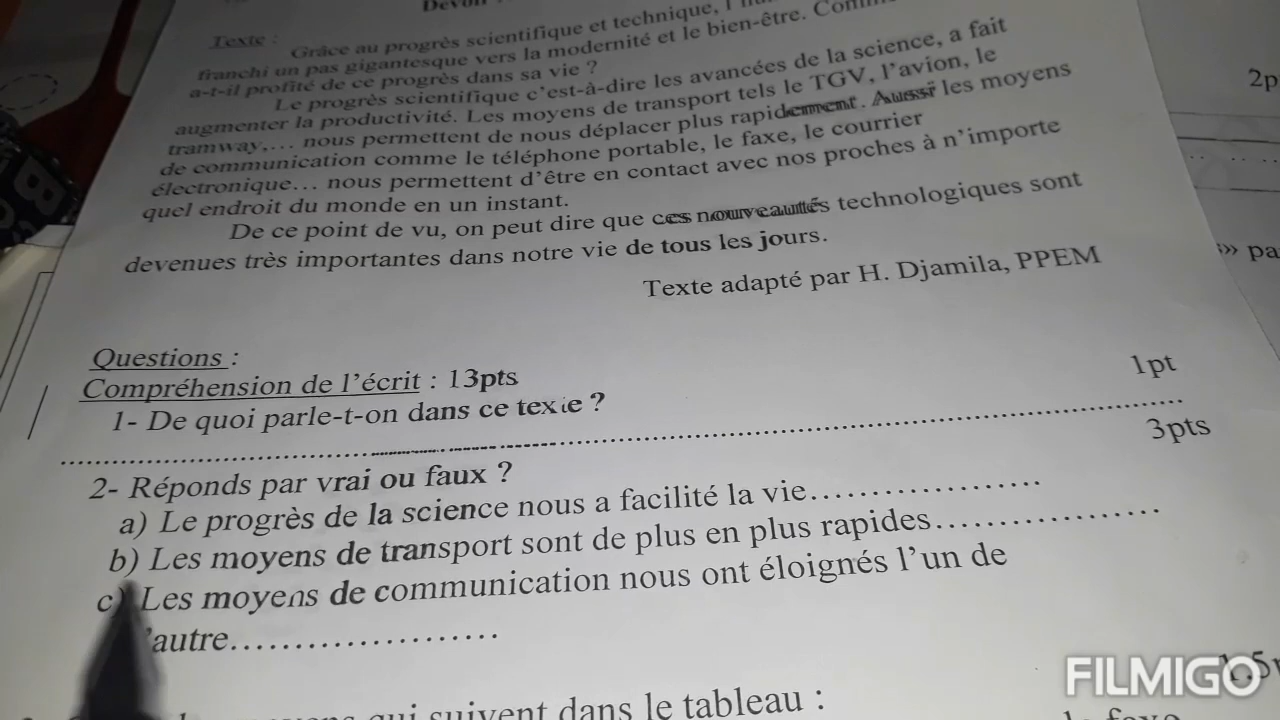 Devoir
Texte :
Grâce au progrès scientifique et technique,
franchi un pas gigantesque vers la modernité et le bien-être.
a-t-il profité de ce progrès dans sa vie ?
Le progrès scientifique c'est-à-dire les avancées de la science, a fait
augmenter la productivité. Les moyens de transport tels le TGV, l'avion, le
tramway,... nous permettent de nous déplacer plus rapidement. Aussi les moyens
de communication comme le téléphone portable, le faxe, le courrier
électronique... nous permettent d'être en contact avec nos proches à n'importe
quel endroit du monde en un instant.
De ce point de vu, on peut dire que ces nouveautés technologiques sont
devenues très importantes dans notre vie de tous les jours.
Texte adapté par H. Djamila, PPEM
Questions :
Compréhension de l'écrit : 13pts
1- De quoi parle-t-on dans ce texte ? 1pt
2- Réponds par vrai ou faux ? 3pts
a) Le progrès de la science nous a facilité la vie....................
b) Les moyens de transport sont de plus en plus rapides...................
c) Les moyens de communication nous ont éloignés l'un de
'autre.....................
qui suivent dans le tableau :
le faxe
2p
»» pa
1.5
FILMIGO